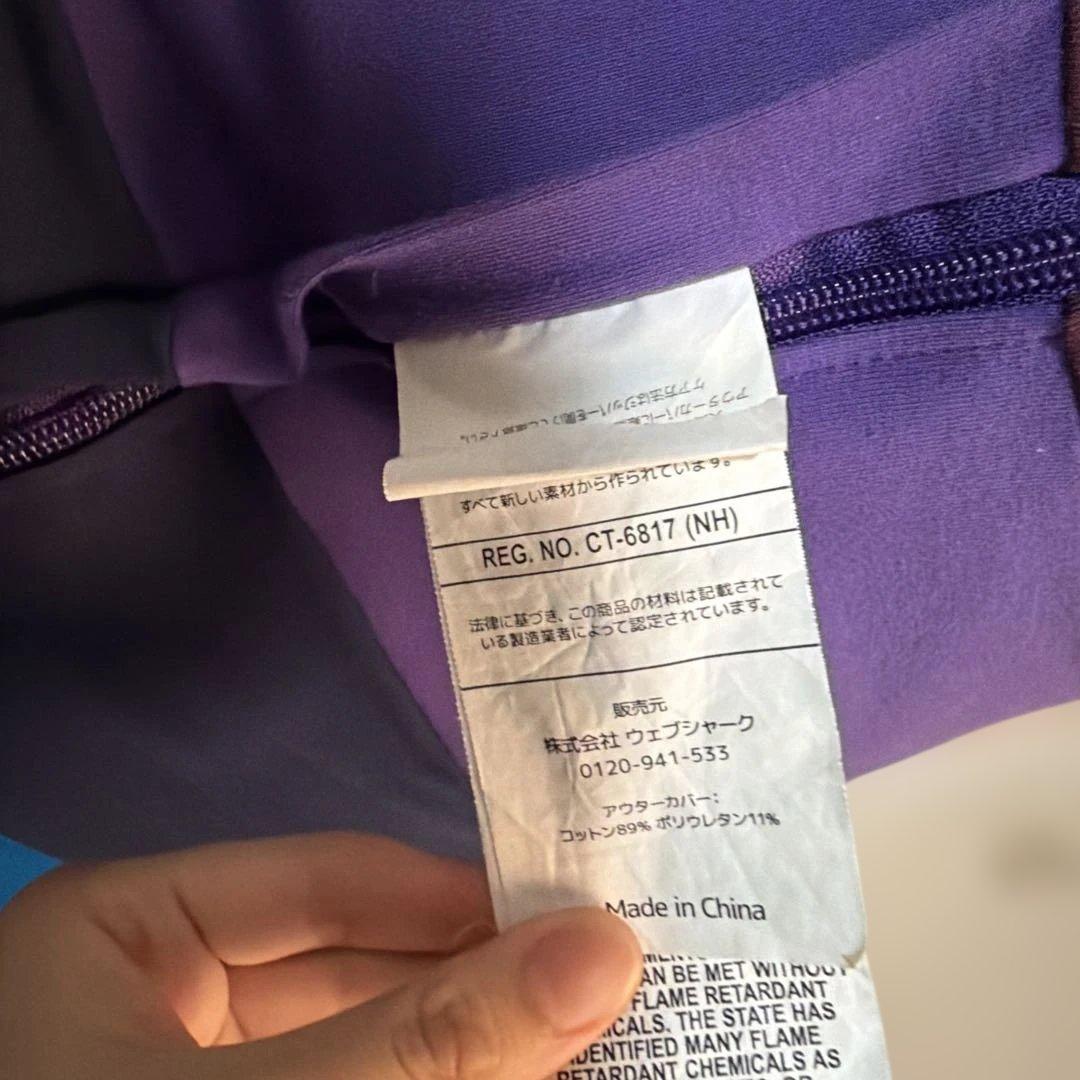 すべて新しい素材から作られています。
REG. NO. CT-6817 (NH)
法律に基づき、この商品の材料は記載されて
いる製造業者によって認定されています。
販売元
株式会社 ウェブシャーク
0120-941-533
アウターカバー:
コットン89% ポリウレタン11%
Made in China
AN BE MET WITHOUT
FLAME RETARDANT
ICALS. THE STATE HAS
IDENTIFIED MANY FLAME
RETARDANT CHEMICALS AS